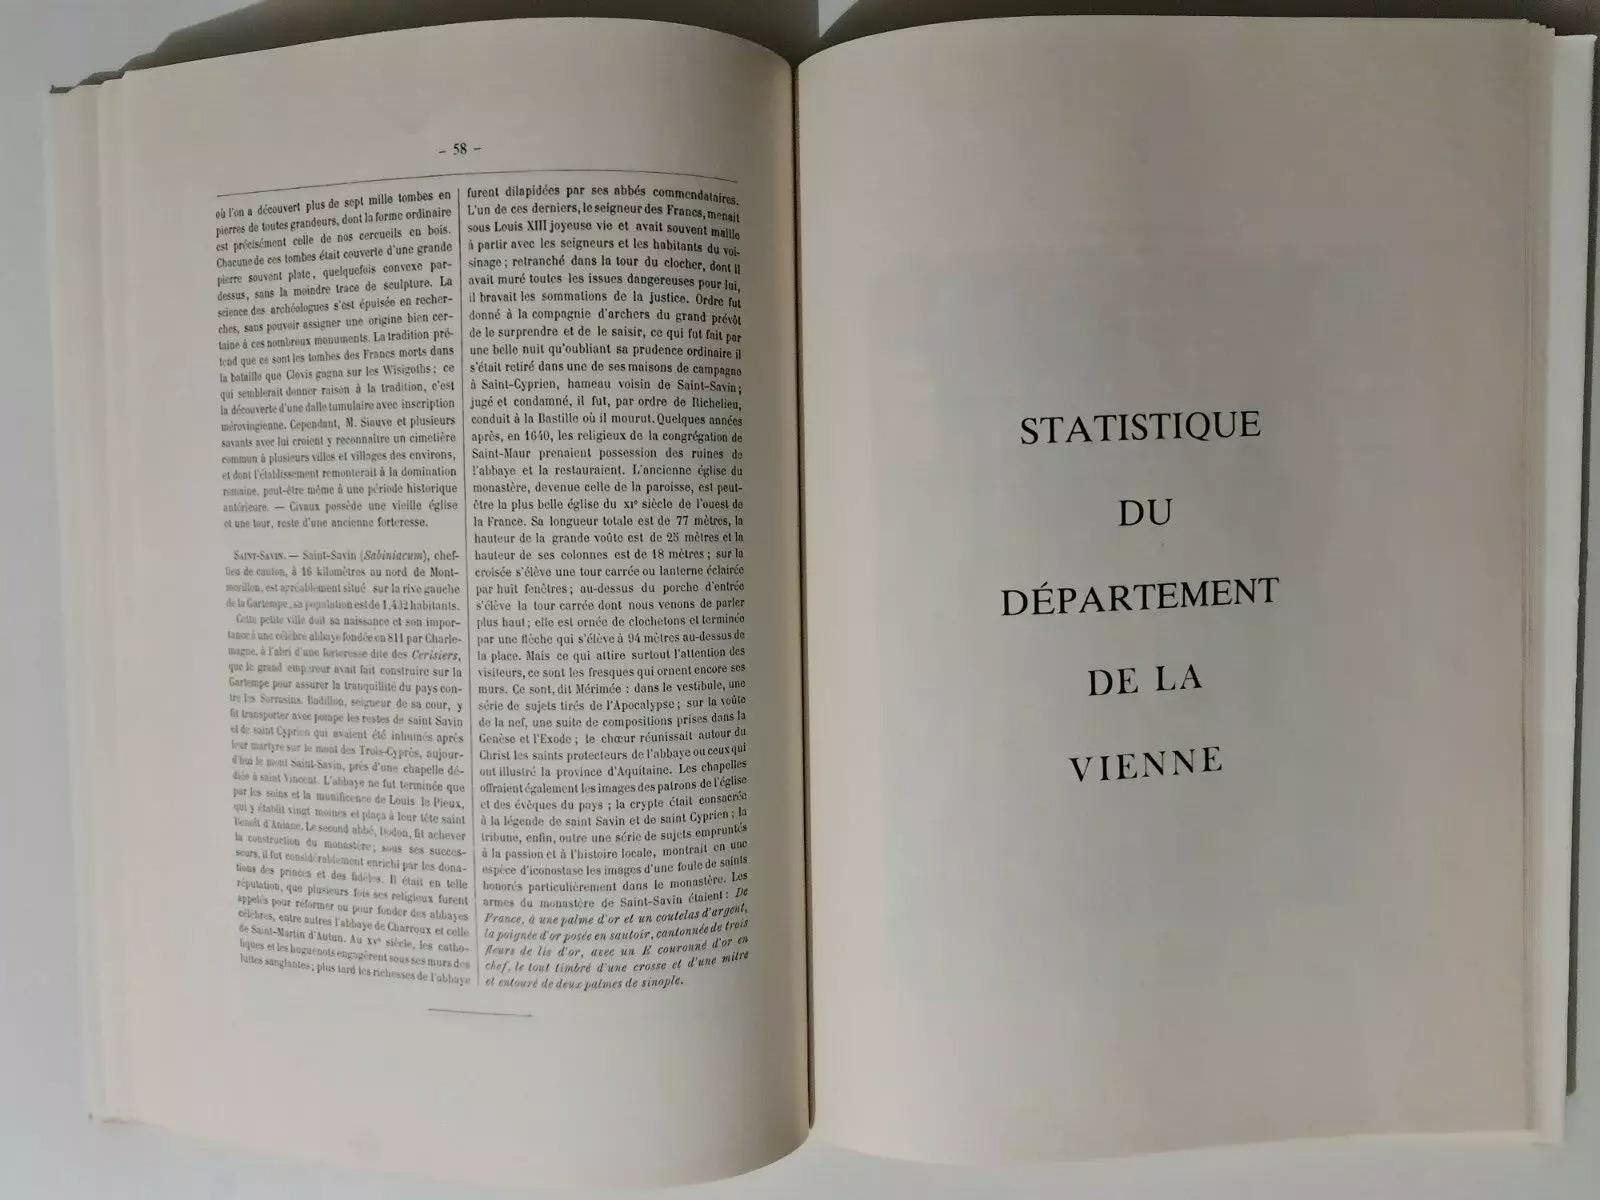 – 58 –
où l'on a découvert plus de sept mille tombes en
pierres de toutes grandeurs, dont la forme ordinaire
est précisément celle de nos cercueils en bois.
Chacune de ces tombes était couverte d'une grande
pierre souvent plate, quelquefois convexe par-
dessus, sans la moindre trace de sculpture. La
science des archéologues s'est épuisée en recher-
ches, sans pouvoir assigner une origine bien cer-
taine à ces nombreux monuments. La tradition pré-
tend que ce sont les tombes des Francs morts dans
la bataille que Clovis gagna sur les Wisigoths; ce
qui semblerait donner raison à la tradition, c'est
la découverte d'une dalle tumulaire avec inscription
mérovingienne. Cependant, M. Siauve et plusieurs
savants avec lui croient y reconnaître un cimetière
commun à plusieurs villes et villages des environs,
et dont l'établissement remonterait à la domination
romaine, peut-être même à une période historique
antérieure. — Civaux possède une vieille église
et une tour, reste d'une ancienne forteresse.
SAINT-SAVIN. — Saint-Savin (Sabiniacum), chef-
lieu de canton, à 16 kilomètres au nord de Mont-
morillon, est agréablement situé sur la rive gauche
de la Gartempe, sa population est de 1,432 habitants.
Cette petite ville doit sa naissance et son impor-
tance à une célèbre abbaye fondée en 811 par Charle-
magne, à l'abri d'une forteresse dite des Cerisiers,
que le grand empereur avait fait construire sur la
Gartempe pour assurer la tranquillité du pays con-
tre les Sarrasins. Badillon, seigneur de sa cour, y
fit transporter avec pompe les restes de saint Savin
et de saint Cyprien qui avaient été inhumés après
leur martyre sur le mont des Trois-Cyprès, aujour-
d'hui le mont Saint-Savin, près d'une chapelle dé-
diée à saint Vincent. L'abbaye ne fut terminée que
par les soins et la munificence de Louis le Pieux,
qui y établit vingt moines et plaça à leur tête saint
Benoît d'Aniane. Le second abbé, Dodon, fit achever
la construction du monastère; sous ses succes-
seurs, il fut considérablement enrichi par les dona-
tions des princes et des fidèles. Il était en telle
réputation, que plusieurs fois ses religieux furent
appelés pour réformer ou pour fonder des abbayes
célèbres, entre autres l'abbaye de Charroux et celle
de Saint-Martin d'Autun. Au XVe siècle, les catho-
liques et les huguenots engagèrent sous ses murs des
luttes sanglantes; plus tard les richesses de l'abbaye
furent dilapidées par ses abbés commendataires.
L'un de ces derniers, le seigneur des Francs, menait
sous Louis XIII joyeuse vie et avait souvent maille
à partir avec les seigneurs et les habitants du voi-
sinage; retranché dans la tour du clocher, dont il
avait muré toutes les issues dangereuses pour lui,
il bravait les sommations de la justice. Ordre fut
donné à la compagnie d'archers du grand prévôt
de le surprendre et de le saisir, ce qui fut fait par
une belle nuit qu'oubliant sa prudence ordinaire il
s'était retiré dans une de ses maisons de campagne
à Saint-Cyprien, hameau voisin de Saint-Savin;
jugé et condamné, il fut, par ordre de Richelieu,
conduit à la Bastille où il mourut. Quelques années
après, en 1640, les religieux de la congrégation de
Saint-Maur prenaient possession des ruines de
l'abbaye et la restauraient. L'ancienne église du
monastère, devenue celle de la paroisse, est peut-
être la plus belle église du XIe siècle de l'ouest de
la France. Sa longueur totale est de 77 mètres, la
hauteur de la grande voûte est de 25 mètres et la
hauteur de ses colonnes est de 18 mètres; sur la
croisée s'élève une tour carrée ou lanterne éclairée
par huit fenêtres; au-dessus du porche d'entrée
s'élève la tour carrée dont nous venons de parler
plus haut; elle est ornée de clochetons et terminée
par une flèche qui s'élève à 94 mètres au-dessus de
la place. Mais ce qui attire surtout l'attention des
visiteurs, ce sont les fresques qui ornent encore ses
murs. Ce sont, dit Mérimée : dans le vestibule, une
série de sujets tirés de l'Apocalypse; sur la voûte
de la nef, une suite de compositions prises dans la
Genèse et l'Exode; le chœur réunissait autour du
Christ les saints protecteurs de l'abbaye ou ceux qui
ont illustré la province d'Aquitaine. Les chapelles
offraient également les images des patrons de l'église
et des évêques du pays; la crypte était consacrée
à la légende de saint Savin et de saint Cyprien; la
tribune, enfin, outre une série de sujets empruntés
à la passion et à l'histoire locale, montrait en une
espèce d'iconostase les images d'une foule de saints
honorés particulièrement dans le monastère. Les
armes du monastère de Saint-Savin étaient : De
France, à une palme d'or et un coutelas d'argent,
la poignée d'or posée en sautoir, cantonnée de trois
fleurs de lis d'or, avec un E couronné d'or en
chef, le tout timbré d'une crosse et d'une mitre
et entouré de deux palmes de sinople.
STATISTIQUE
DU
DÉPARTEMENT
DE LA
VIENNE